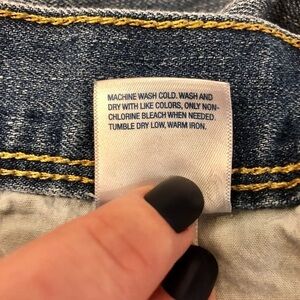 MACHINE WASH COLD. WASH AND
DRY WITH LIKE COLORS, ONLY NON-
CHLORINE BLEACH WHEN NEEDED.
TUMBLE DRY LOW, WARM IRON.